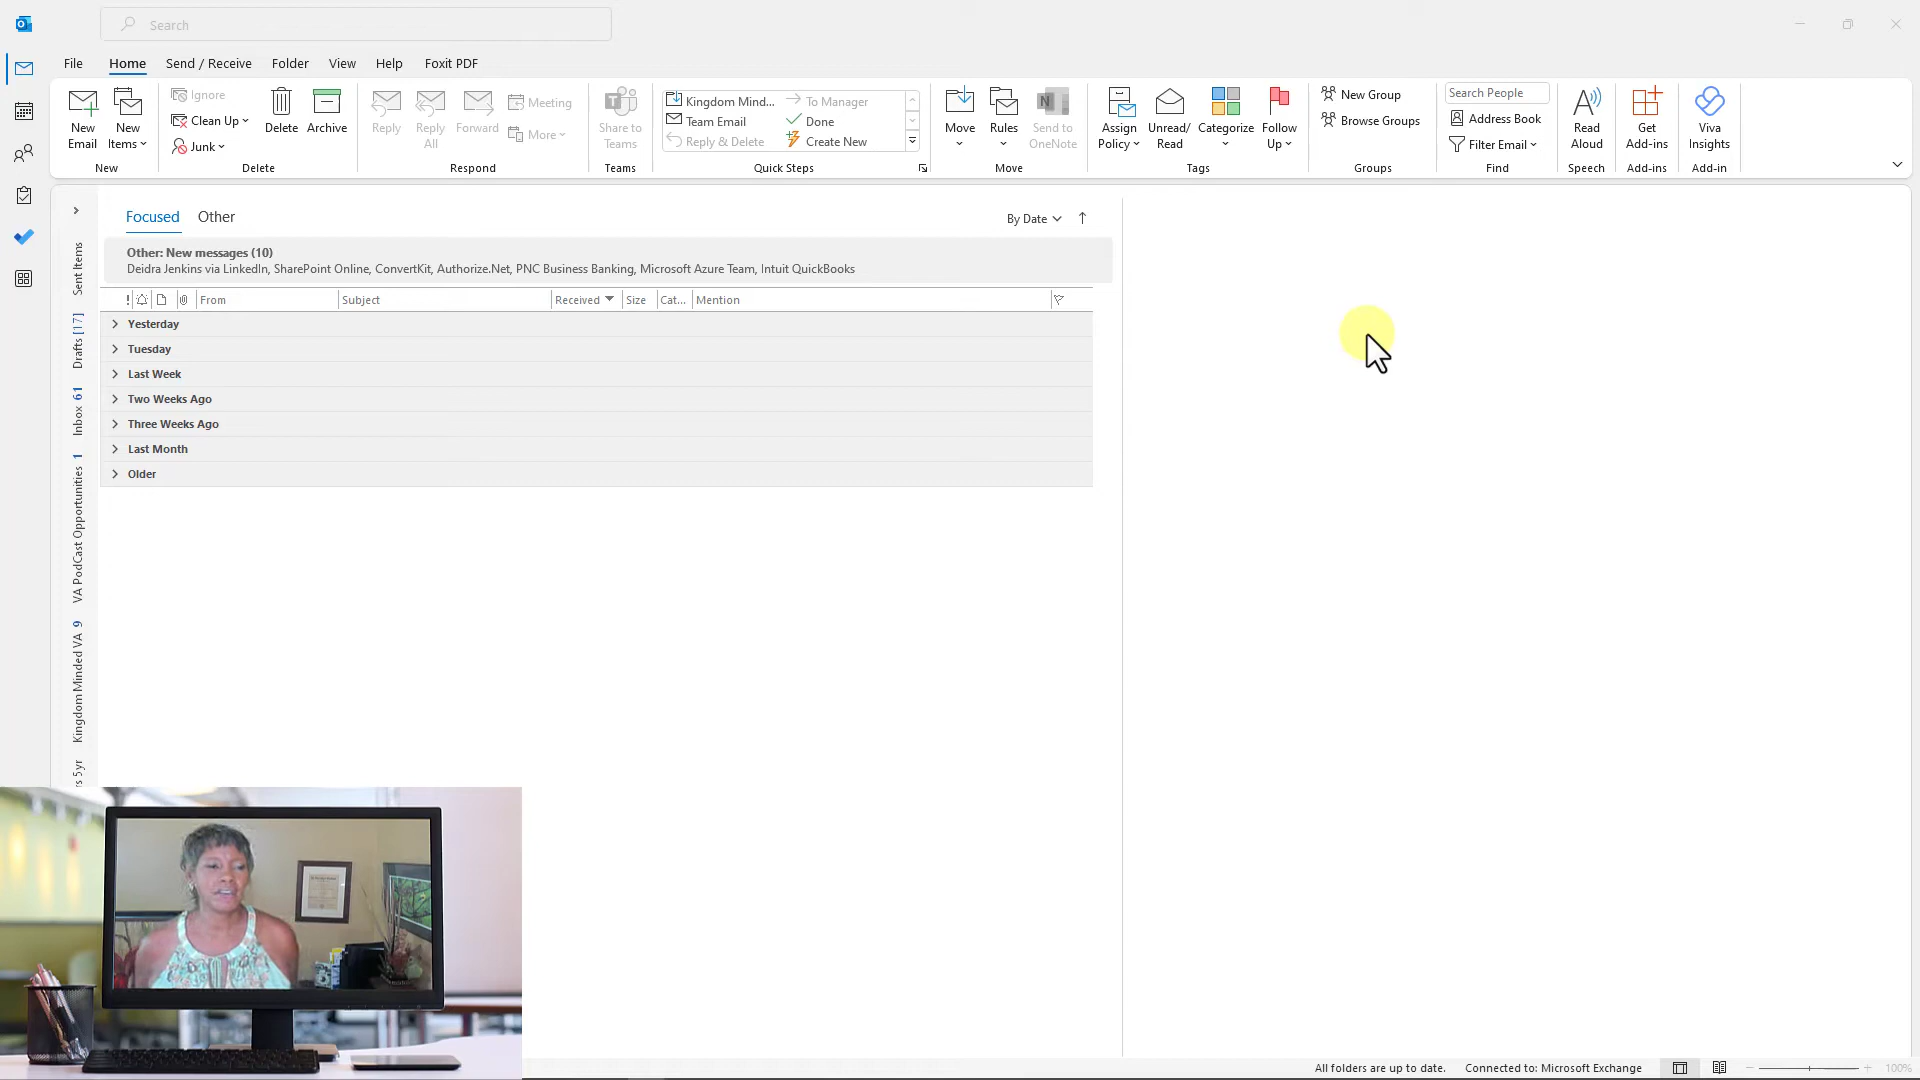 Search
File Home Send / Receive Folder View Help Foxit PDF
New Email
New Items
New
Ignore
Clean Up
Junk
Delete
Archive
Delete
Reply
Reply All
Forward
Meeting
More
Respond
Share to Teams
Teams
Kingdom Mind...
Team Email
Reply & Delete
To Manager
Done
Create New
Quick Steps
Move
Rules
Send to OneNote
Move
Assign Policy
Unread/ Read
Categorize
Follow Up
Tags
New Group
Browse Groups
Groups
Search People
Address Book
Filter Email
Find
Read Aloud
Speech
Get Add-ins
Add-ins
Viva Insights
Add-in
Sent Items
Drafts [17]
Inbox 61
VA PodCast Opportunities 1
Kingdom Minded VA 9
rs 5yr
Focused Other By Date
Other: New messages (10)
Deidra Jenkins via LinkedIn, SharePoint Online, ConvertKit, Authorize.Net, PNC Business Banking, Microsoft Azure Team, Intuit QuickBooks
! From Subject Received Size Cat... Mention
Yesterday
Tuesday
Last Week
Two Weeks Ago
Three Weeks Ago
Last Month
Older
All folders are up to date. Connected to: Microsoft Exchange 100%